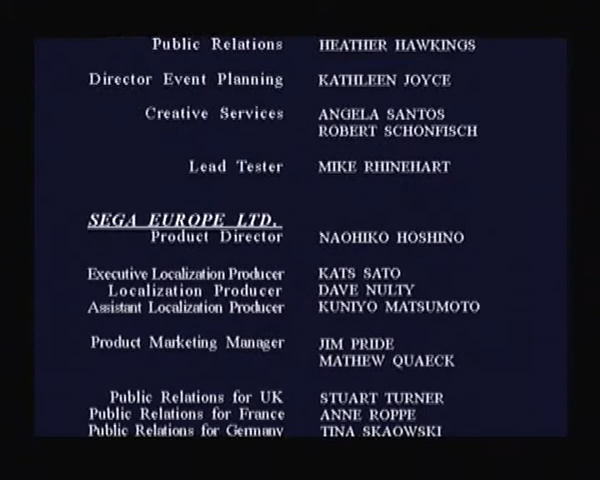 Public Relations HEATHER HAWKINGS
Director Event Planning KATHLEEN JOYCE
Creative Services ANGELA SANTOS
ROBERT SCHONFISCH
Lead Tester MIKE RHINEHART
SEGA EUROPE LTD.
Product Director NAOHIKO HOSHINO
Executive Localization Producer KATS SATO
Localization Producer DAVE NULTY
Assistant Localization Producer KUNIYO MATSUMOTO
Product Marketing Manager JIM PRIDE
MATHEW QUAECK
Public Relations for UK STUART TURNER
Public Relations for France ANNE ROPPE
Public Relations for Germany TINA SKAOWSKI